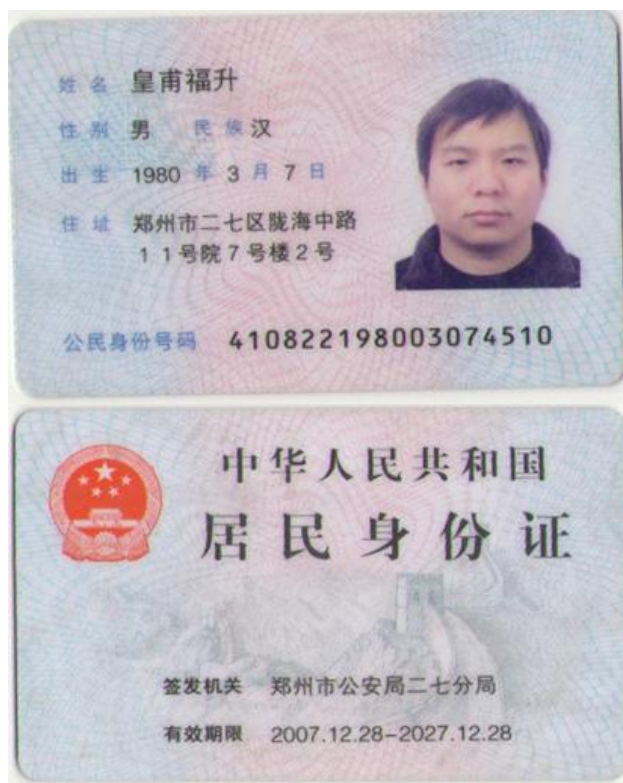 姓名 皇甫福升
性别 男 民族 汉
出生 1980 年 3 月 7 日
住址 郑州市二七区陇海中路
11号院7号楼2号
公民身份号码 410822198003074510
中华人民共和国
居民身份证
签发机关 郑州市公安局二七分局
有效期限 2007.12.28-2027.12.28